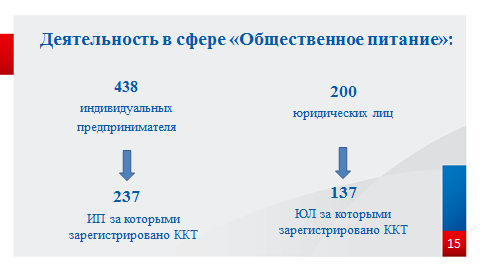 Деятельность в сфере «Общественное питание»:
438
индивидуальных
предпринимателя
237
ИП за которыми
зарегистрировано ККТ
200
юридических лиц
137
ЮЛ за которыми
зарегистрировано ККТ
15